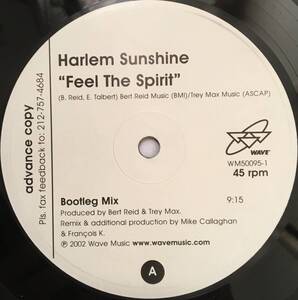 Harlem Sunshine
"Feel The Spirit"
(B. Reid, E. Talbert) Bert Reid Music (BMI)/Trey Max Music (ASCAP)
advance copy
Pls. fax feedback to: 212-757-4684
WAVE
WM50095-1
45 rpm
Bootleg Mix 9:15
Produced by Bert Reid & Trey Max.
Remix & additional production by Mike Callaghan
& François K.
Ⓟ © 2002 Wave Music www.wavemusic.com
A